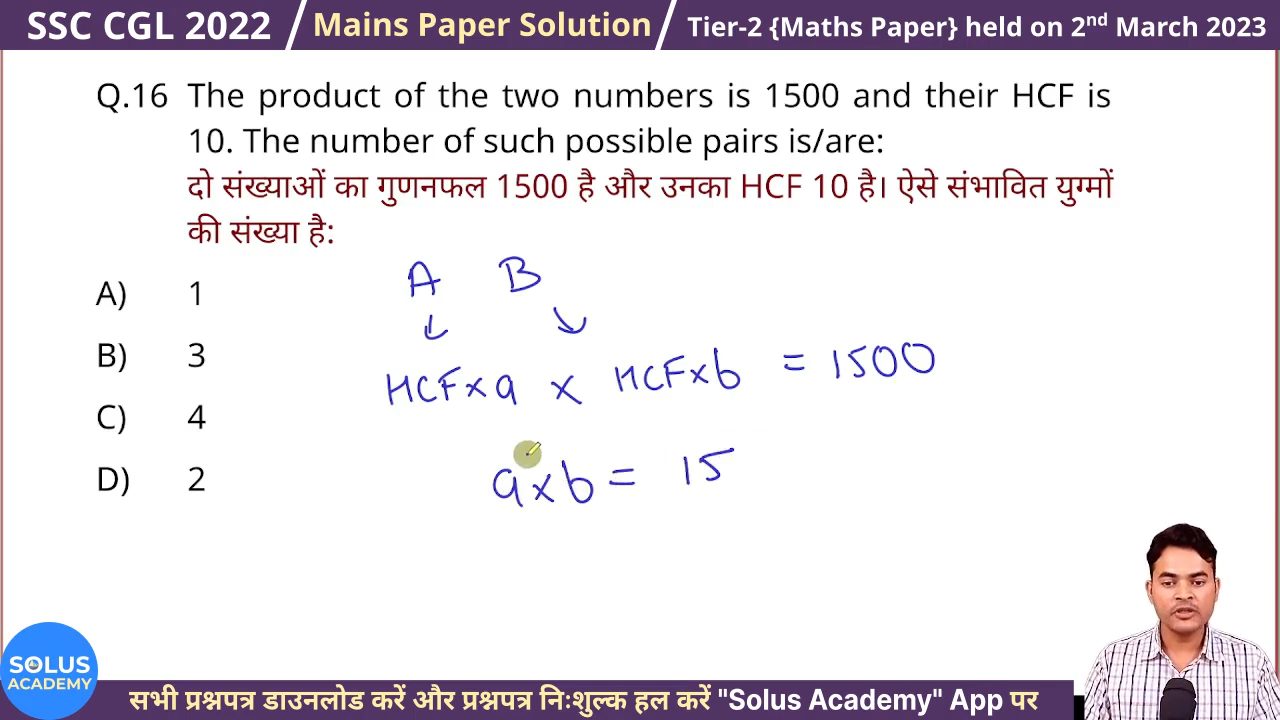 SSC CGL 2022 / Mains Paper Solution / Tier-2 {Maths Paper} held on 2nd March 2023
Q.16 The product of the two numbers is 1500 and their HCF is
10. The number of such possible pairs is/are:
दो संख्याओं का गुणनफल 1500 है और उनका HCF 10 है। ऐसे संभावित युग्मों
की संख्या है:
A B
A) 1
B) 3
HCF×a × HCF×b = 1500
C) 4
D) 2
a×b = 15
SOLUS
ACADEMY
सभी प्रश्नपत्र डाउनलोड करें और प्रश्नपत्र निःशुल्क हल करें "Solus Academy" App पर